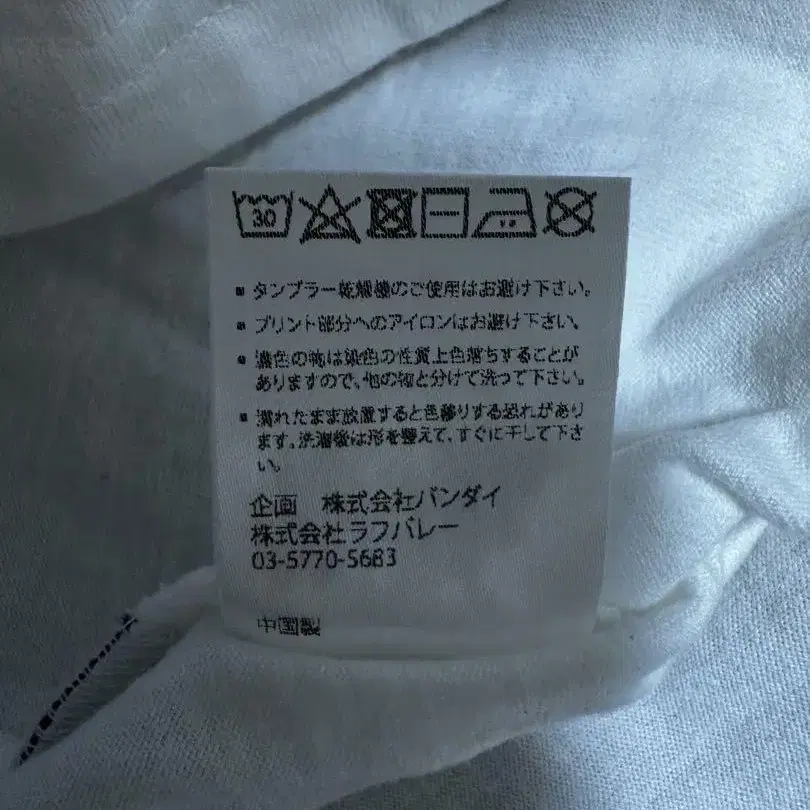 30
■ タンブラー乾燥機のご使用はお避け下さい。
■ プリント部分へのアイロンはお避け下さい。
■ 濃色の物は染色の性質上色落ちすることが
ありますので、他の物と分けて洗って下さい。
■ 濡れたまま放置すると色移りする恐れがあり
ます。洗濯後は形を整えて、すぐに干して下さ
い。
企画 株式会社バンダイ
株式会社ラフバレー
03-5770-5683
中国製